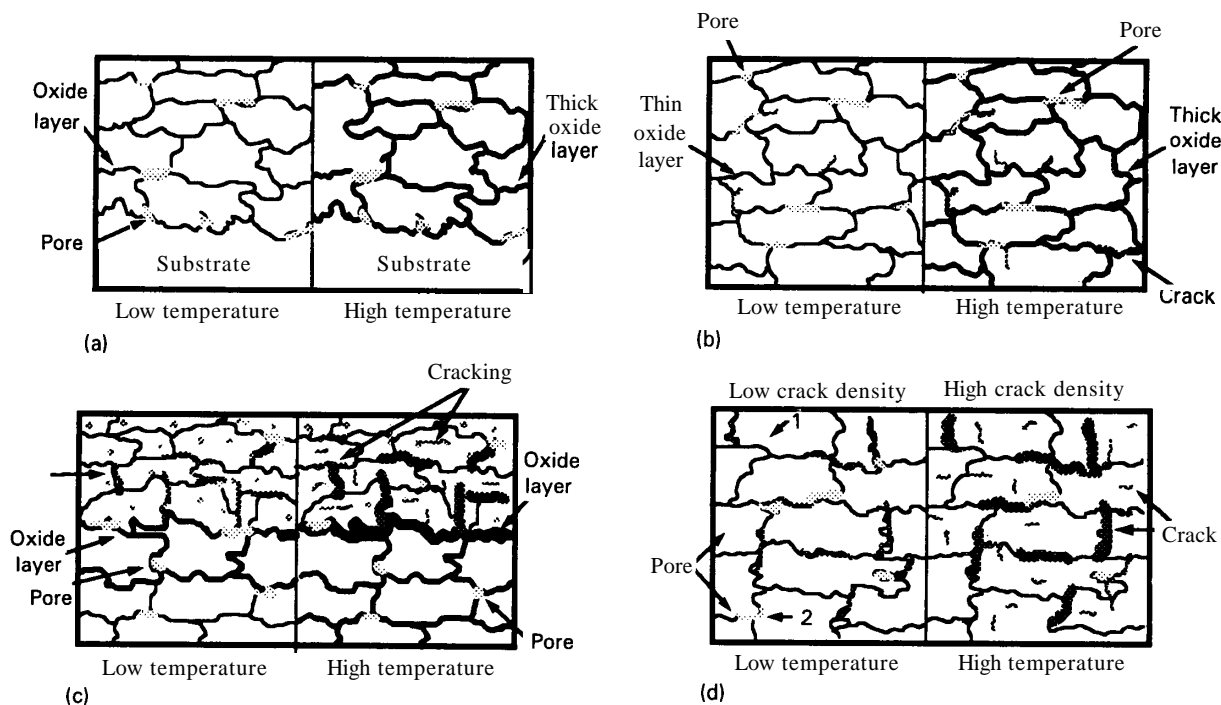 Oxide
layer
Pore
Thick
oxide
layer
Substrate
Substrate
Low temperature
High temperature
(a)
Pore
Pore
Thin
oxide
layer
Thick
oxide
layer
Crack
Low temperature
High temperature
(b)
Cracking
Oxide
layer
Oxide
layer
Pore
Pore
Low temperature
High temperature
(c)
Low crack density
High crack density
1
Crack
Pore
2
Low temperature
High temperature
(d)